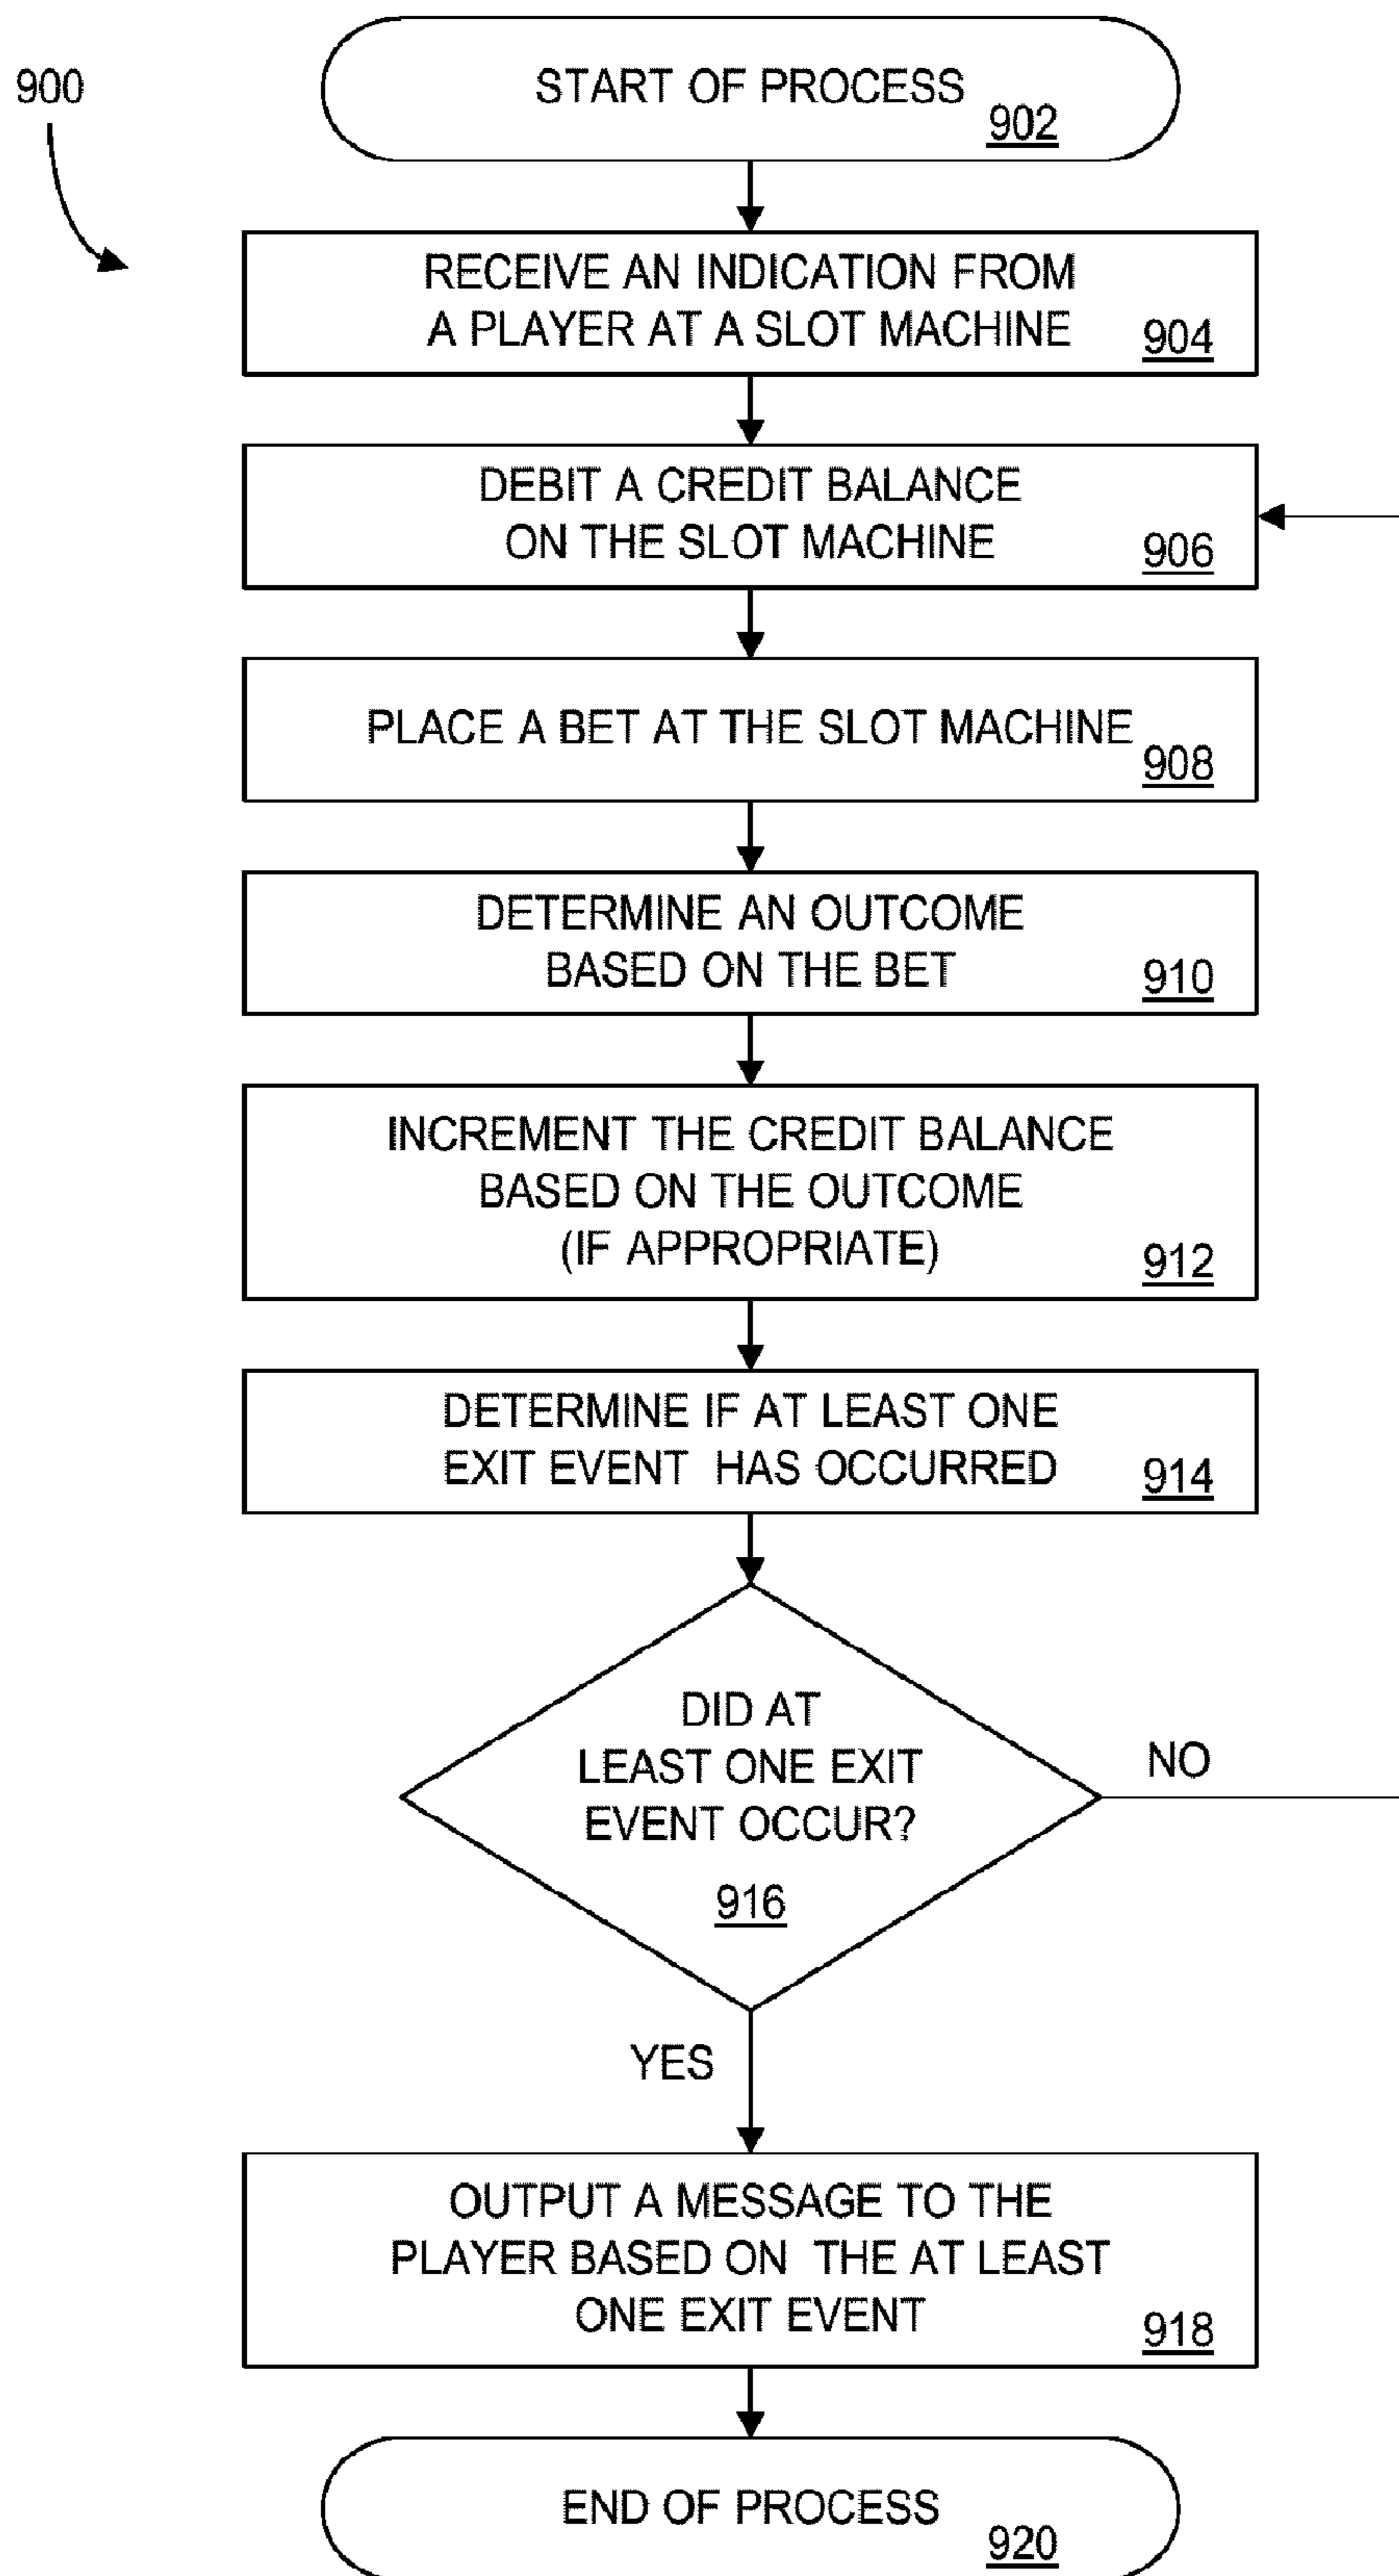 900
START OF PROCESS
902
RECEIVE AN INDICATION FROM
A PLAYER AT A SLOT MACHINE
904
DEBIT A CREDIT BALANCE
ON THE SLOT MACHINE
906
PLACE A BET AT THE SLOT MACHINE
908
DETERMINE AN OUTCOME
BASED ON THE BET
910
INCREMENT THE CREDIT BALANCE
BASED ON THE OUTCOME
(IF APPROPRIATE)
912
DETERMINE IF AT LEAST ONE
EXIT EVENT HAS OCCURRED
914
DID AT
LEAST ONE EXIT
EVENT OCCUR?
916
NO
YES
OUTPUT A MESSAGE TO THE
PLAYER BASED ON THE AT LEAST
ONE EXIT EVENT
918
END OF PROCESS
920